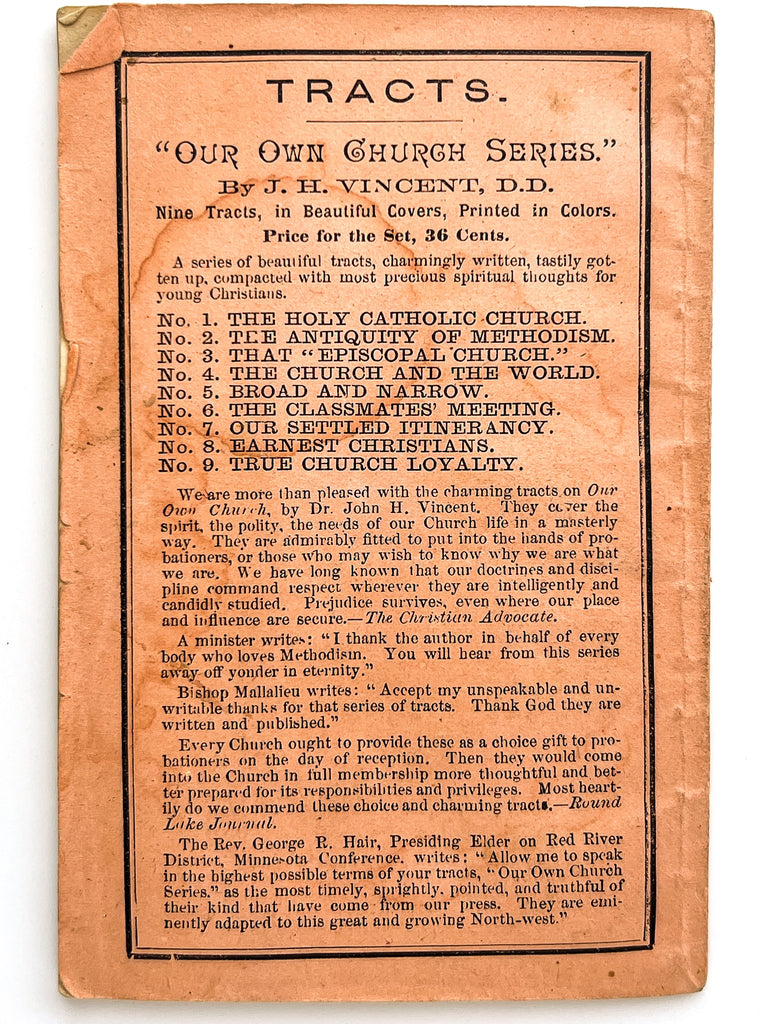 TRACTS.
"OUR OWN CHURCH SERIES."
By J. H. VINCENT, D.D.
Nine Tracts, in Beautiful Covers, Printed in Colors.
Price for the Set, 36 Cents.
A series of beautiful tracts, charmingly written, tastily got-
ten up, compacted with most precious spiritual thoughts for
young Christians.
No. 1. THE HOLY CATHOLIC CHURCH.
No. 2. THE ANTIQUITY OF METHODISM.
No. 3. THAT "EPISCOPAL CHURCH."
No. 4. THE CHURCH AND THE WORLD.
No. 5. BROAD AND NARROW.
No. 6. THE CLASSMATES' MEETING.
No. 7. OUR SETTLED ITINERANCY.
No. 8. EARNEST CHRISTIANS.
No. 9. TRUE CHURCH LOYALTY.
We are more than pleased with the charming tracts on Our
Own Church, by Dr. John H. Vincent. They cover the
spirit, the polity, the needs of our Church life in a masterly
way. They are admirably fitted to put into the hands of pro-
bationers, or those who may wish to know why we are what
we are. We have long known that our doctrines and disci-
pline command respect wherever they are intelligently and
candidly studied. Prejudice survives, even where our place
and influence are secure.—The Christian Advocate.
A minister writes: "I thank the author in behalf of every
body who loves Methodism. You will hear from this series
away off yonder in eternity."
Bishop Mallalieu writes: "Accept my unspeakable and un-
writable thanks for that series of tracts. Thank God they are
written and published."
Every Church ought to provide these as a choice gift to pro-
bationers on the day of reception. Then they would come
into the Church in full membership more thoughtful and bet-
ter prepared for its responsibilities and privileges. Most heart-
ily do we commend these choice and charming tracts.—Round
Lake Journal.
The Rev. George R. Hair, Presiding Elder on Red River
District, Minnesota Conference, writes: "Allow me to speak
in the highest possible terms of your tracts, "Our Own Church
Series." as the most timely, sprightly, pointed, and truthful of
their kind that have come from our press. They are emi-
nently adapted to this great and growing North-west."